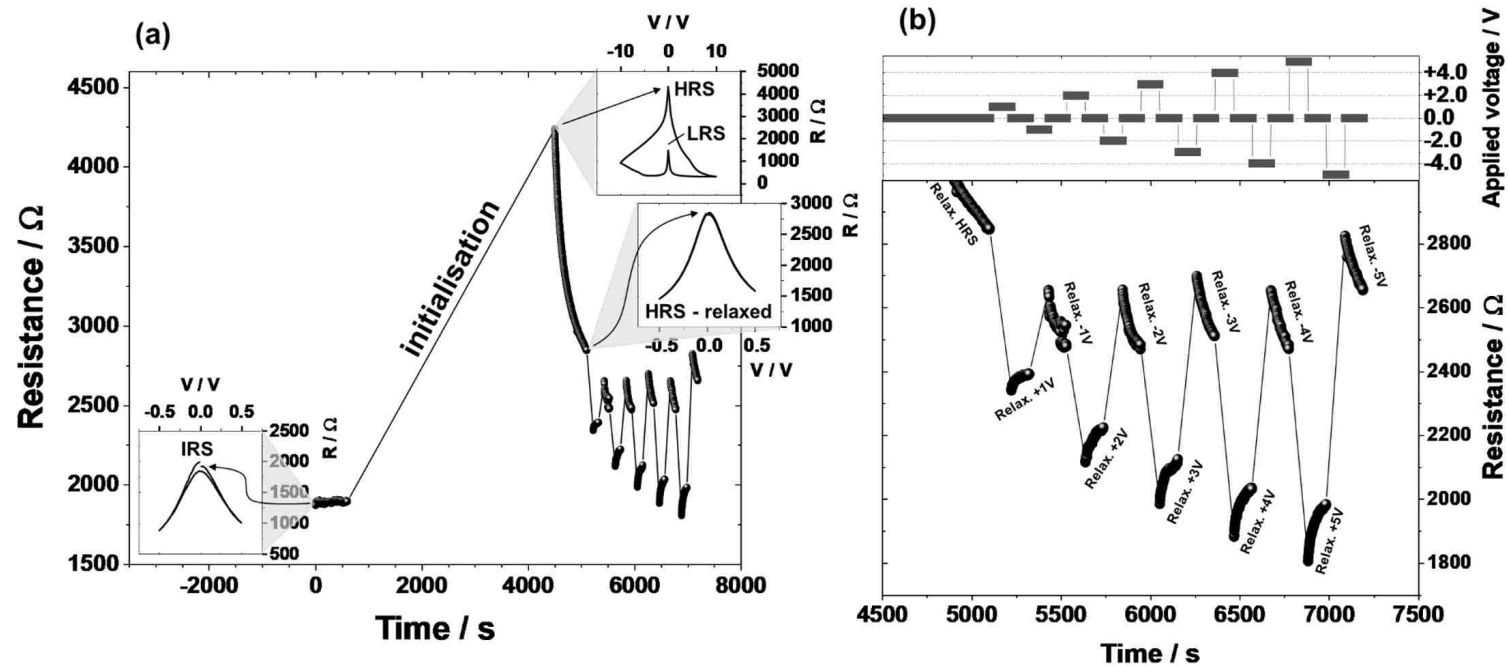 (a)
V / V
-10 0 10
HRS
LRS
5000
4000
3000
2000
1000
0
R / Ω
4500
4000
3500
3000
2500
2000
1500
Resistance / Ω
initialisation
3000
2500
2000
1500
1000
R / Ω
HRS - relaxed
-0.5 0.0 0.5
V / V
V / V
-0.5 0.0 0.5
IRS
2500
2000
1500
1000
500
R / Ω
-2000 0 2000 4000 6000 8000
Time / s
(b)
+4.0
+2.0
0.0
-2.0
-4.0
Applied voltage / V
Relax. HRS
Relax. +1V
Relax. -1V
Relax. +2V
Relax. -2V
Relax. +3V
Relax. -3V
Relax. +4V
Relax. -4V
Relax. +5V
Relax. -5V
2800
2600
2400
2200
2000
1800
Resistance / Ω
4500 5000 5500 6000 6500 7000 7500
Time / s